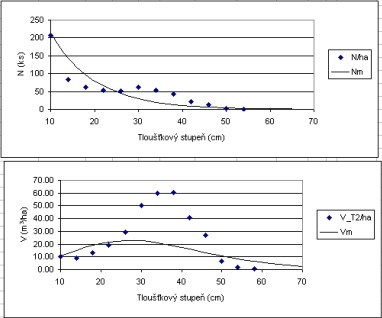 250
200
150
100
50
0
N (ks)
10 20 30 40 50 60 70
Tloušťkový stupeň (cm)
N/ha
Nm
70.00
60.00
50.00
40.00
30.00
20.00
10.00
0.00
V (m³/ha)
10 20 30 40 50 60 70
Tloušťkový stupeň (cm)
V_T2/ha
Vm